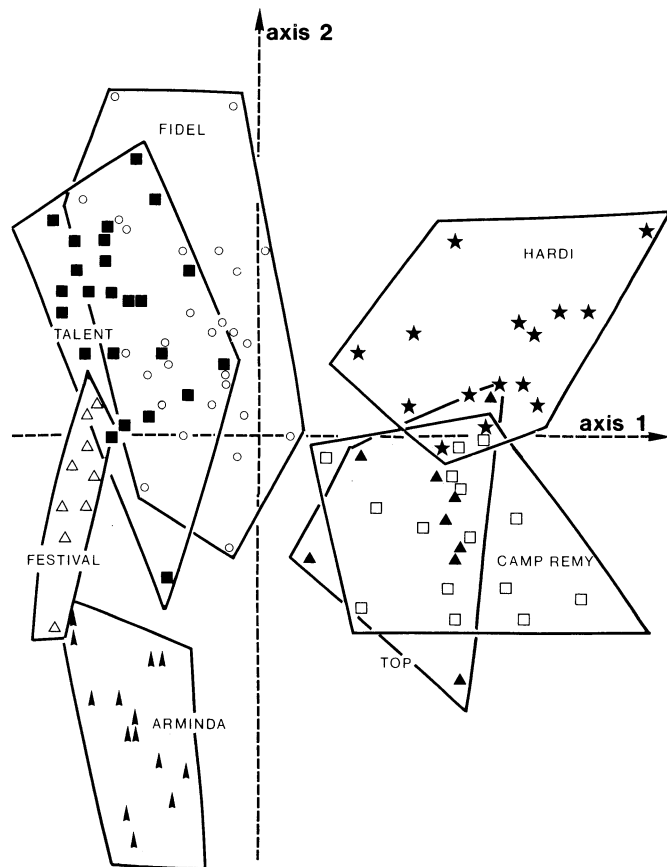 axis 2
FIDEL
HARDI
TALENT
axis 1
FESTIVAL
CAMP REMY
TOP
ARMINDA